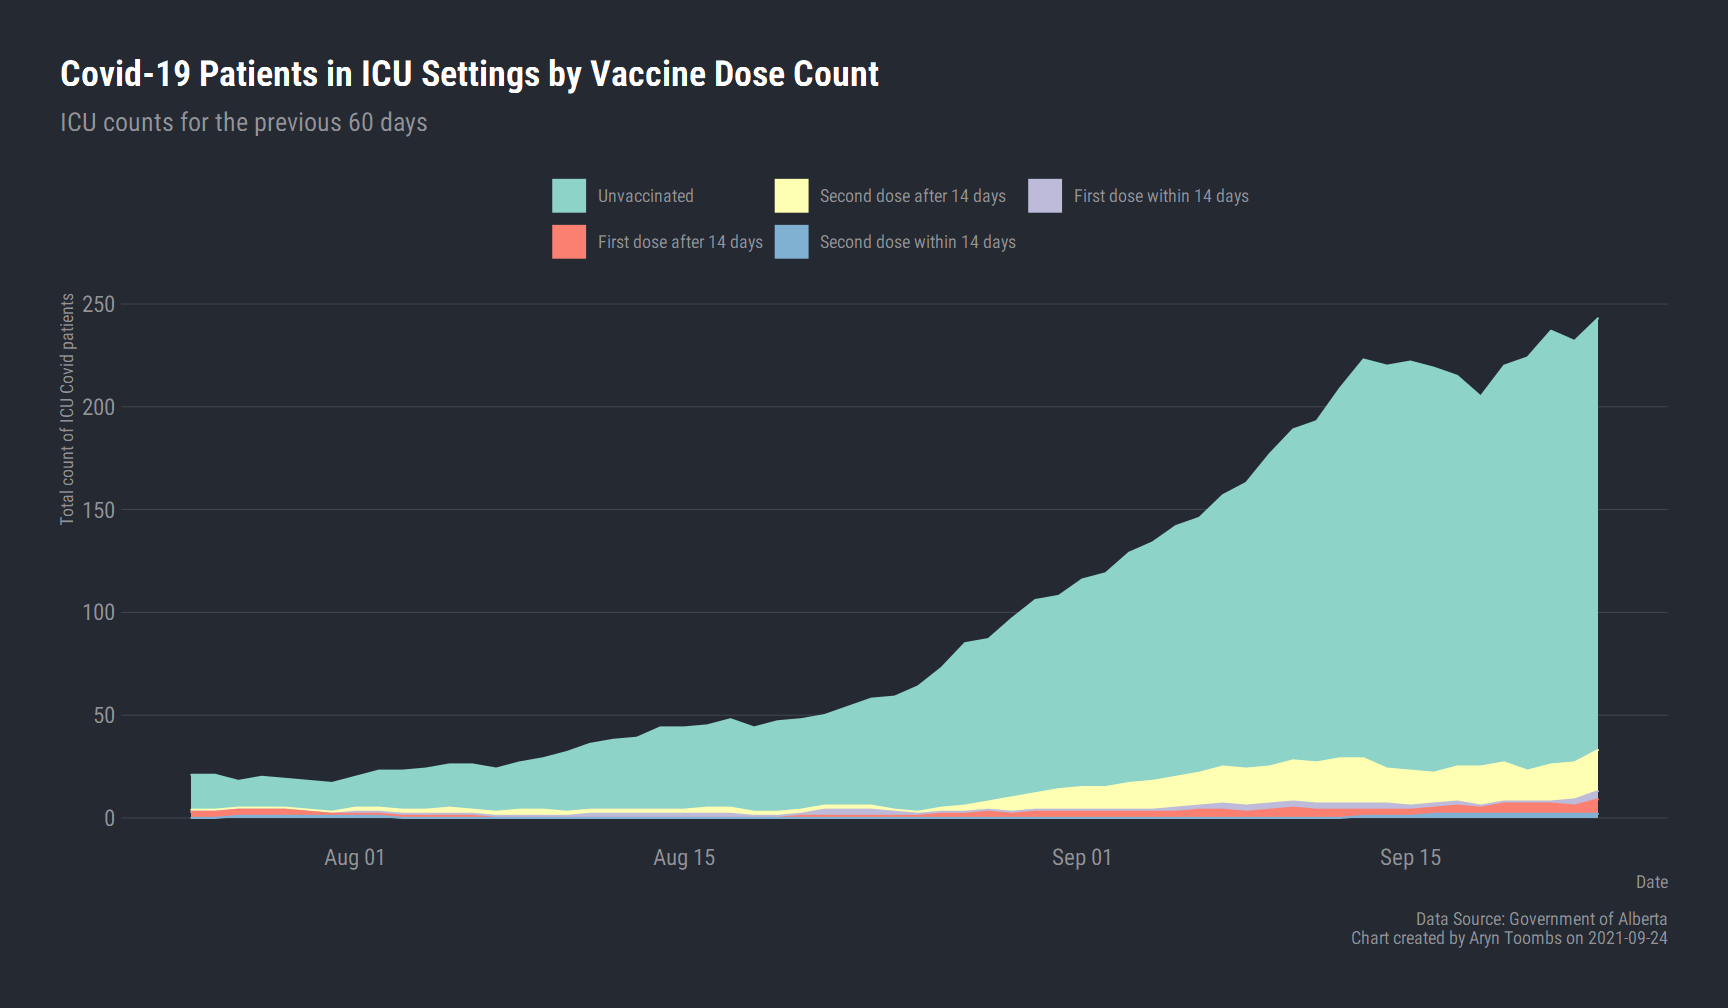 Covid-19 Patients in ICU Settings by Vaccine Dose Count
ICU counts for the previous 60 days
Unvaccinated
Second dose after 14 days
First dose within 14 days
First dose after 14 days
Second dose within 14 days
Total count of ICU Covid patients
250
200
150
100
50
0
Aug 01
Aug 15
Sep 01
Sep 15
Date
Data Source: Government of Alberta
Chart created by Aryn Toombs on 2021-09-24